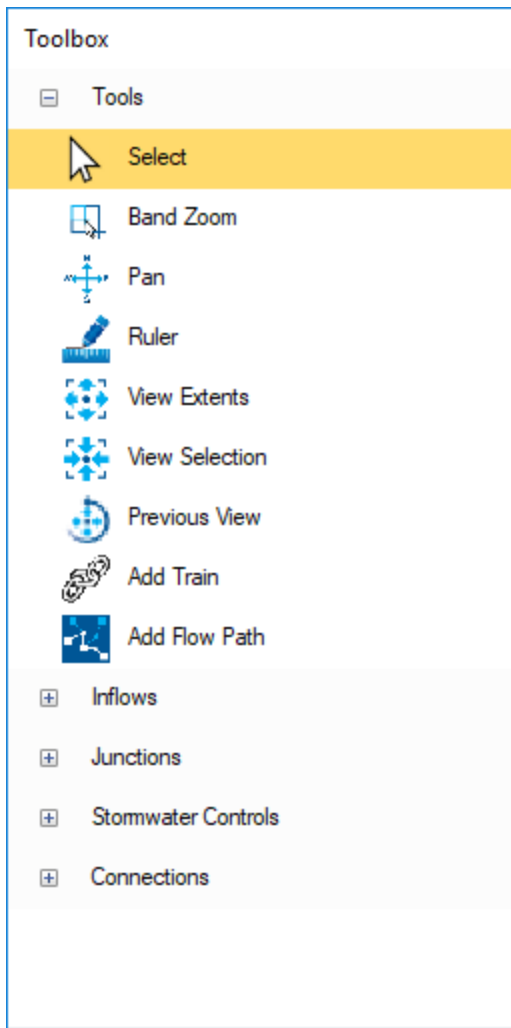 Toolbox
Tools
Select
Band Zoom
Pan
Ruler
View Extents
View Selection
Previous View
Add Train
Add Flow Path
Inflows
Junctions
Stormwater Controls
Connections